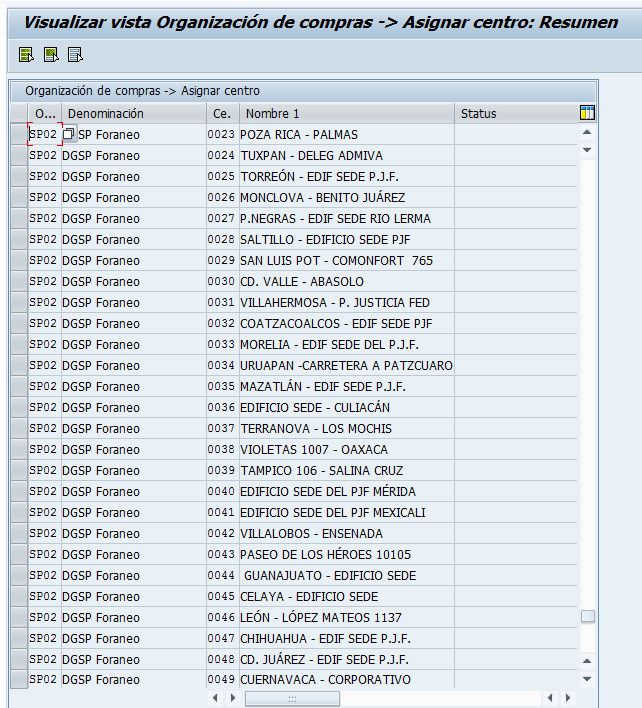 Visualizar vista Organización de compras -> Asignar centro: Resumen
Organización de compras -> Asignar centro
O... Denominación Ce. Nombre 1 Status
SP02 SP Foraneo 0023 POZA RICA - PALMAS
SP02 DGSP Foraneo 0024 TUXPAN - DELEG ADMIVA
SP02 DGSP Foraneo 0025 TORREÓN - EDIF SEDE P.J.F.
SP02 DGSP Foraneo 0026 MONCLOVA - BENITO JUÁREZ
SP02 DGSP Foraneo 0027 P.NEGRAS - EDIF SEDE RIO LERMA
SP02 DGSP Foraneo 0028 SALTILLO - EDIFICIO SEDE PJF
SP02 DGSP Foraneo 0029 SAN LUIS POT - COMONFORT  765
SP02 DGSP Foraneo 0030 CD. VALLE - ABASOLO
SP02 DGSP Foraneo 0031 VILLAHERMOSA - P. JUSTICIA FED
SP02 DGSP Foraneo 0032 COATZACOALCOS - EDIF SEDE PJF
SP02 DGSP Foraneo 0033 MORELIA - EDIF SEDE DEL P.J.F.
SP02 DGSP Foraneo 0034 URUAPAN -CARRETERA A PATZCUARO
SP02 DGSP Foraneo 0035 MAZATLÁN - EDIF SEDE P.J.F.
SP02 DGSP Foraneo 0036 EDIFICIO SEDE - CULIACÁN
SP02 DGSP Foraneo 0037 TERRANOVA - LOS MOCHIS
SP02 DGSP Foraneo 0038 VIOLETAS 1007 - OAXACA
SP02 DGSP Foraneo 0039 TAMPICO 106 - SALINA CRUZ
SP02 DGSP Foraneo 0040 EDIFICIO SEDE DEL PJF MÉRIDA
SP02 DGSP Foraneo 0041 EDIFICIO SEDE DEL PJF MEXICALI
SP02 DGSP Foraneo 0042 VILLALOBOS - ENSENADA
SP02 DGSP Foraneo 0043 PASEO DE LOS HÉROES 10105
SP02 DGSP Foraneo 0044 GUANAJUATO - EDIFICIO SEDE
SP02 DGSP Foraneo 0045 CELAYA - EDIFICIO SEDE
SP02 DGSP Foraneo 0046 LEÓN - LÓPEZ MATEOS 1137
SP02 DGSP Foraneo 0047 CHIHUAHUA - EDIF SEDE P.J.F.
SP02 DGSP Foraneo 0048 CD. JUÁREZ - EDIF SEDE P.J.F.
SP02 DGSP Foraneo 0049 CUERNAVACA - CORPORATIVO